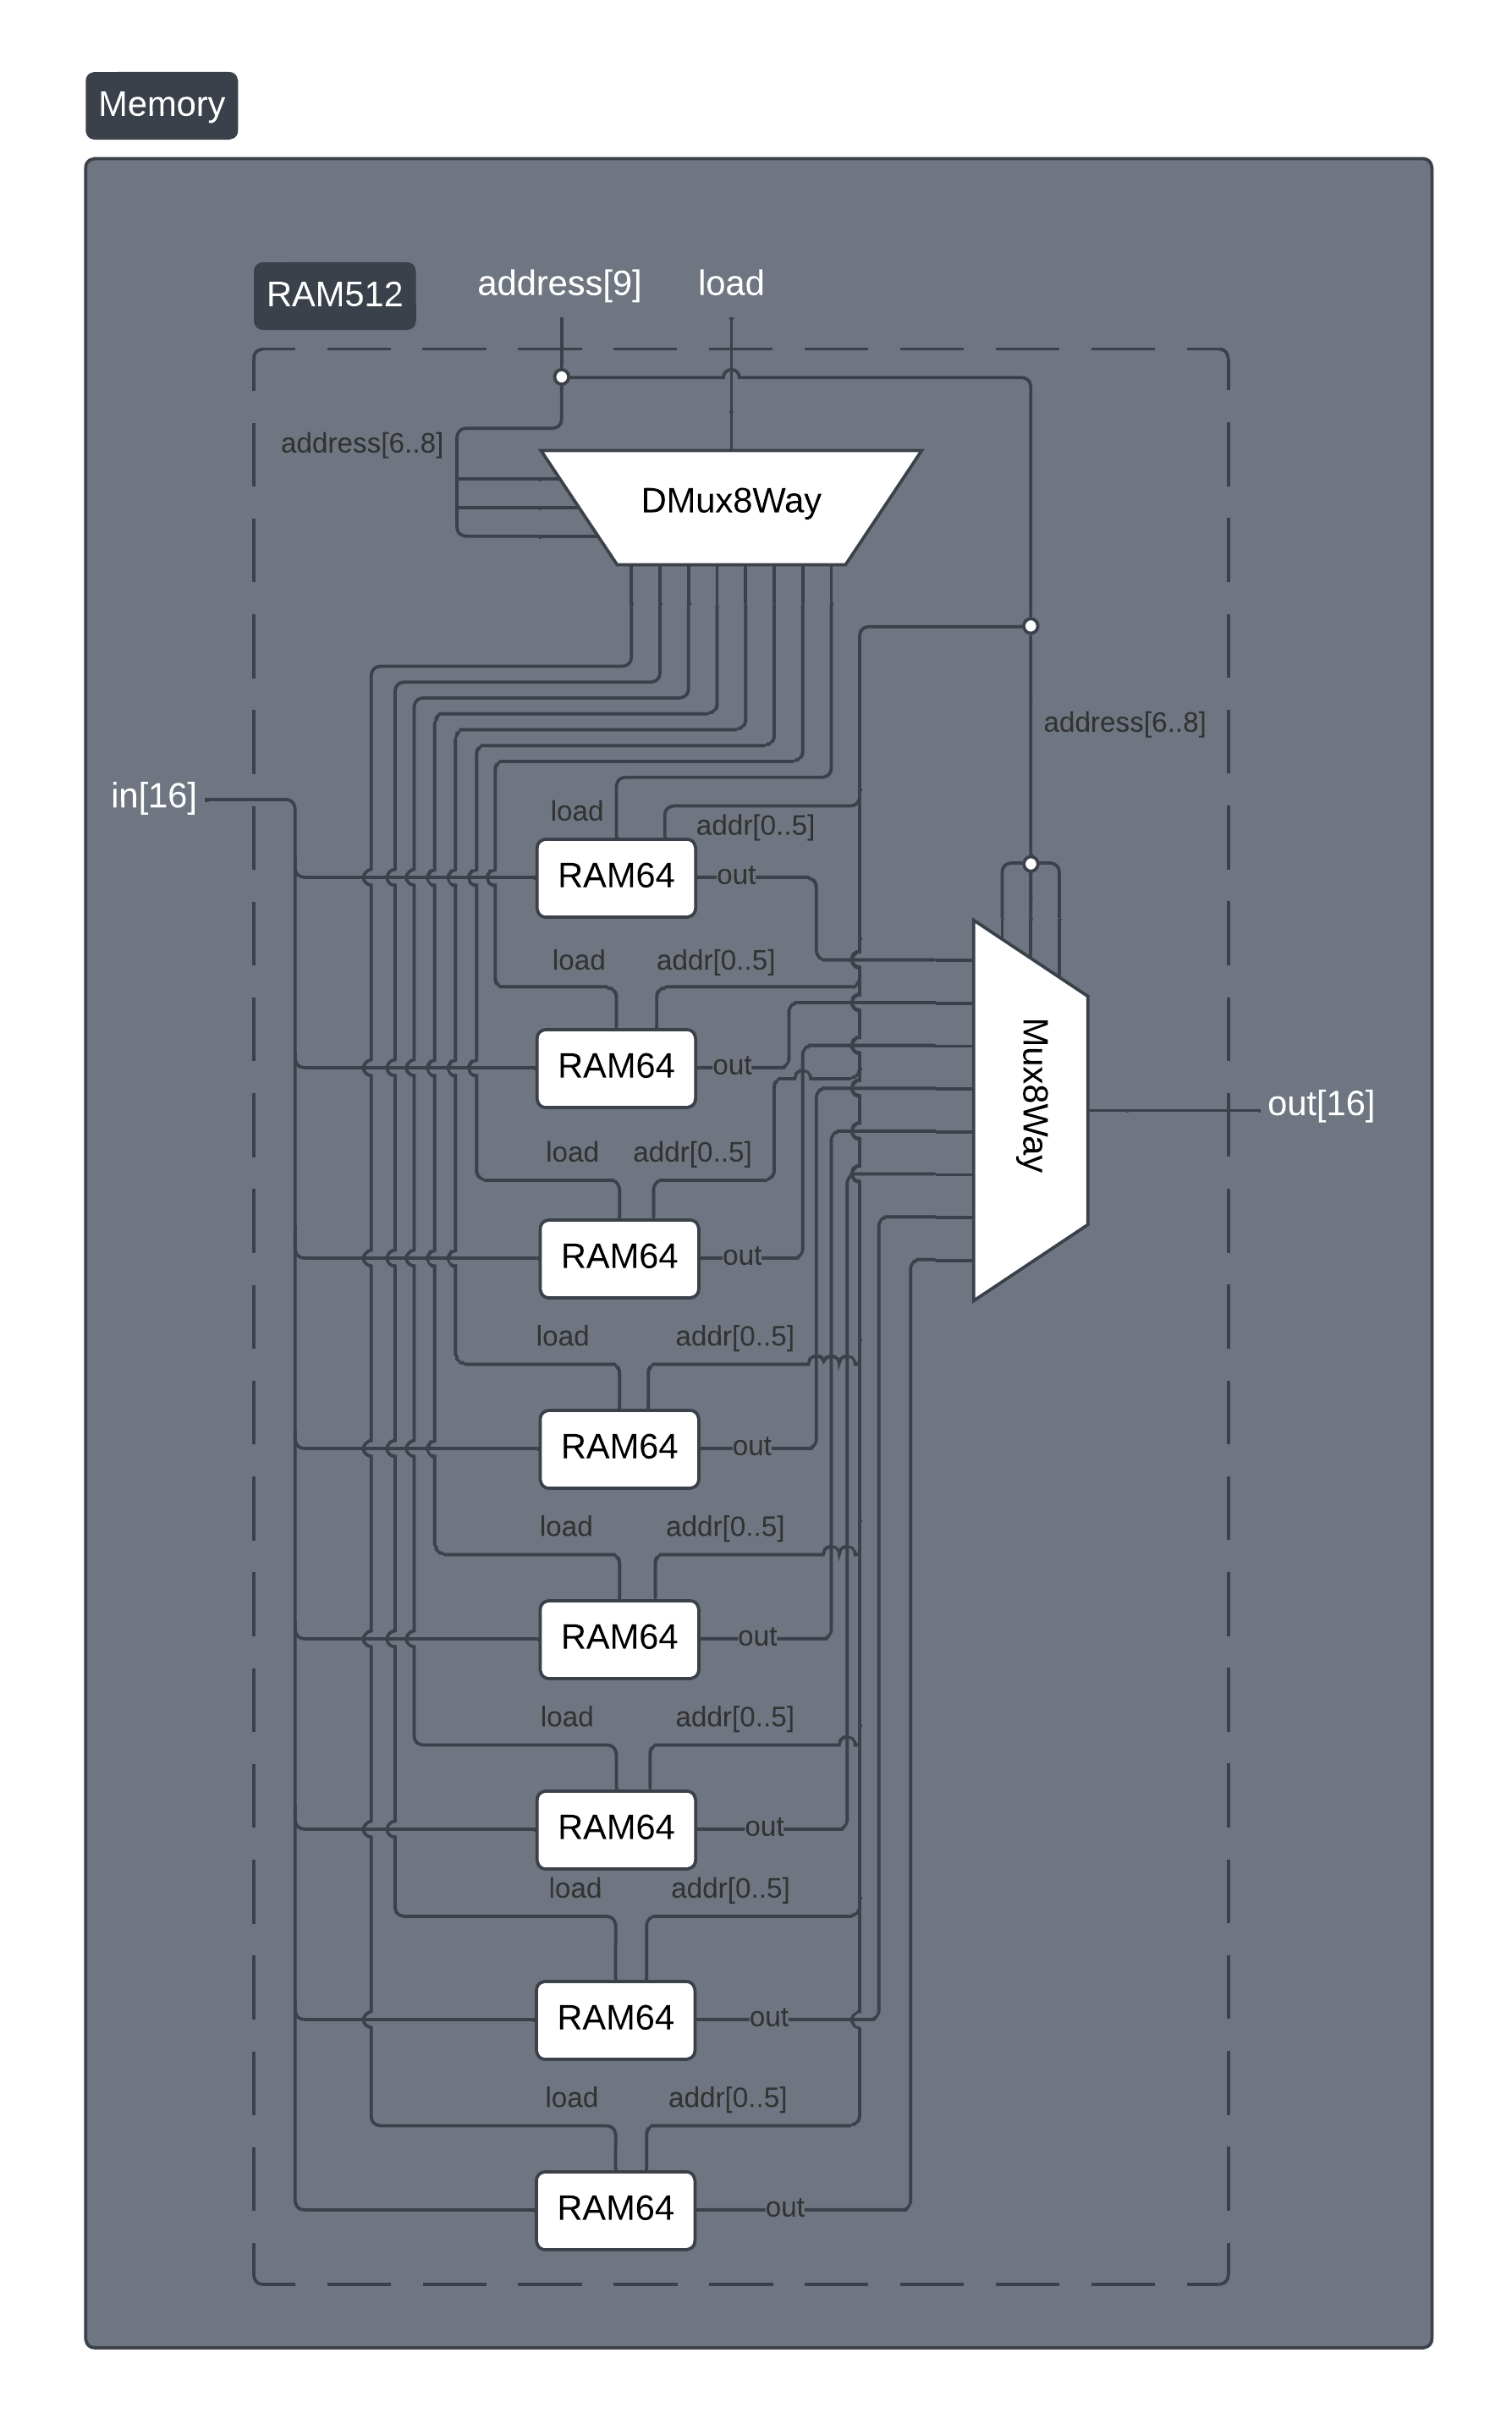 Memory
RAM512
address[9]
load
address[6..8]
DMux8Way
address[6..8]
in[16]
load
addr[0..5]
RAM64
out
load
addr[0..5]
RAM64
out
Mux8Way
out[16]
load
addr[0..5]
RAM64
out
load
addr[0..5]
RAM64
out
load
addr[0..5]
RAM64
out
load
addr[0..5]
RAM64
out
load
addr[0..5]
RAM64
out
load
addr[0..5]
RAM64
out